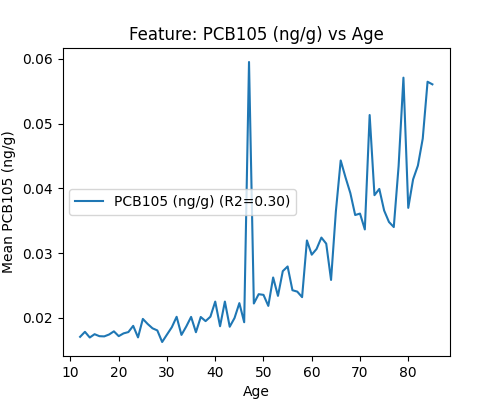 Feature: PCB105 (ng/g) vs Age
0.06
0.05
0.04
0.03
0.02
Mean PCB105 (ng/g)
PCB105 (ng/g) (R2=0.30)
10 20 30 40 50 60 70 80
Age